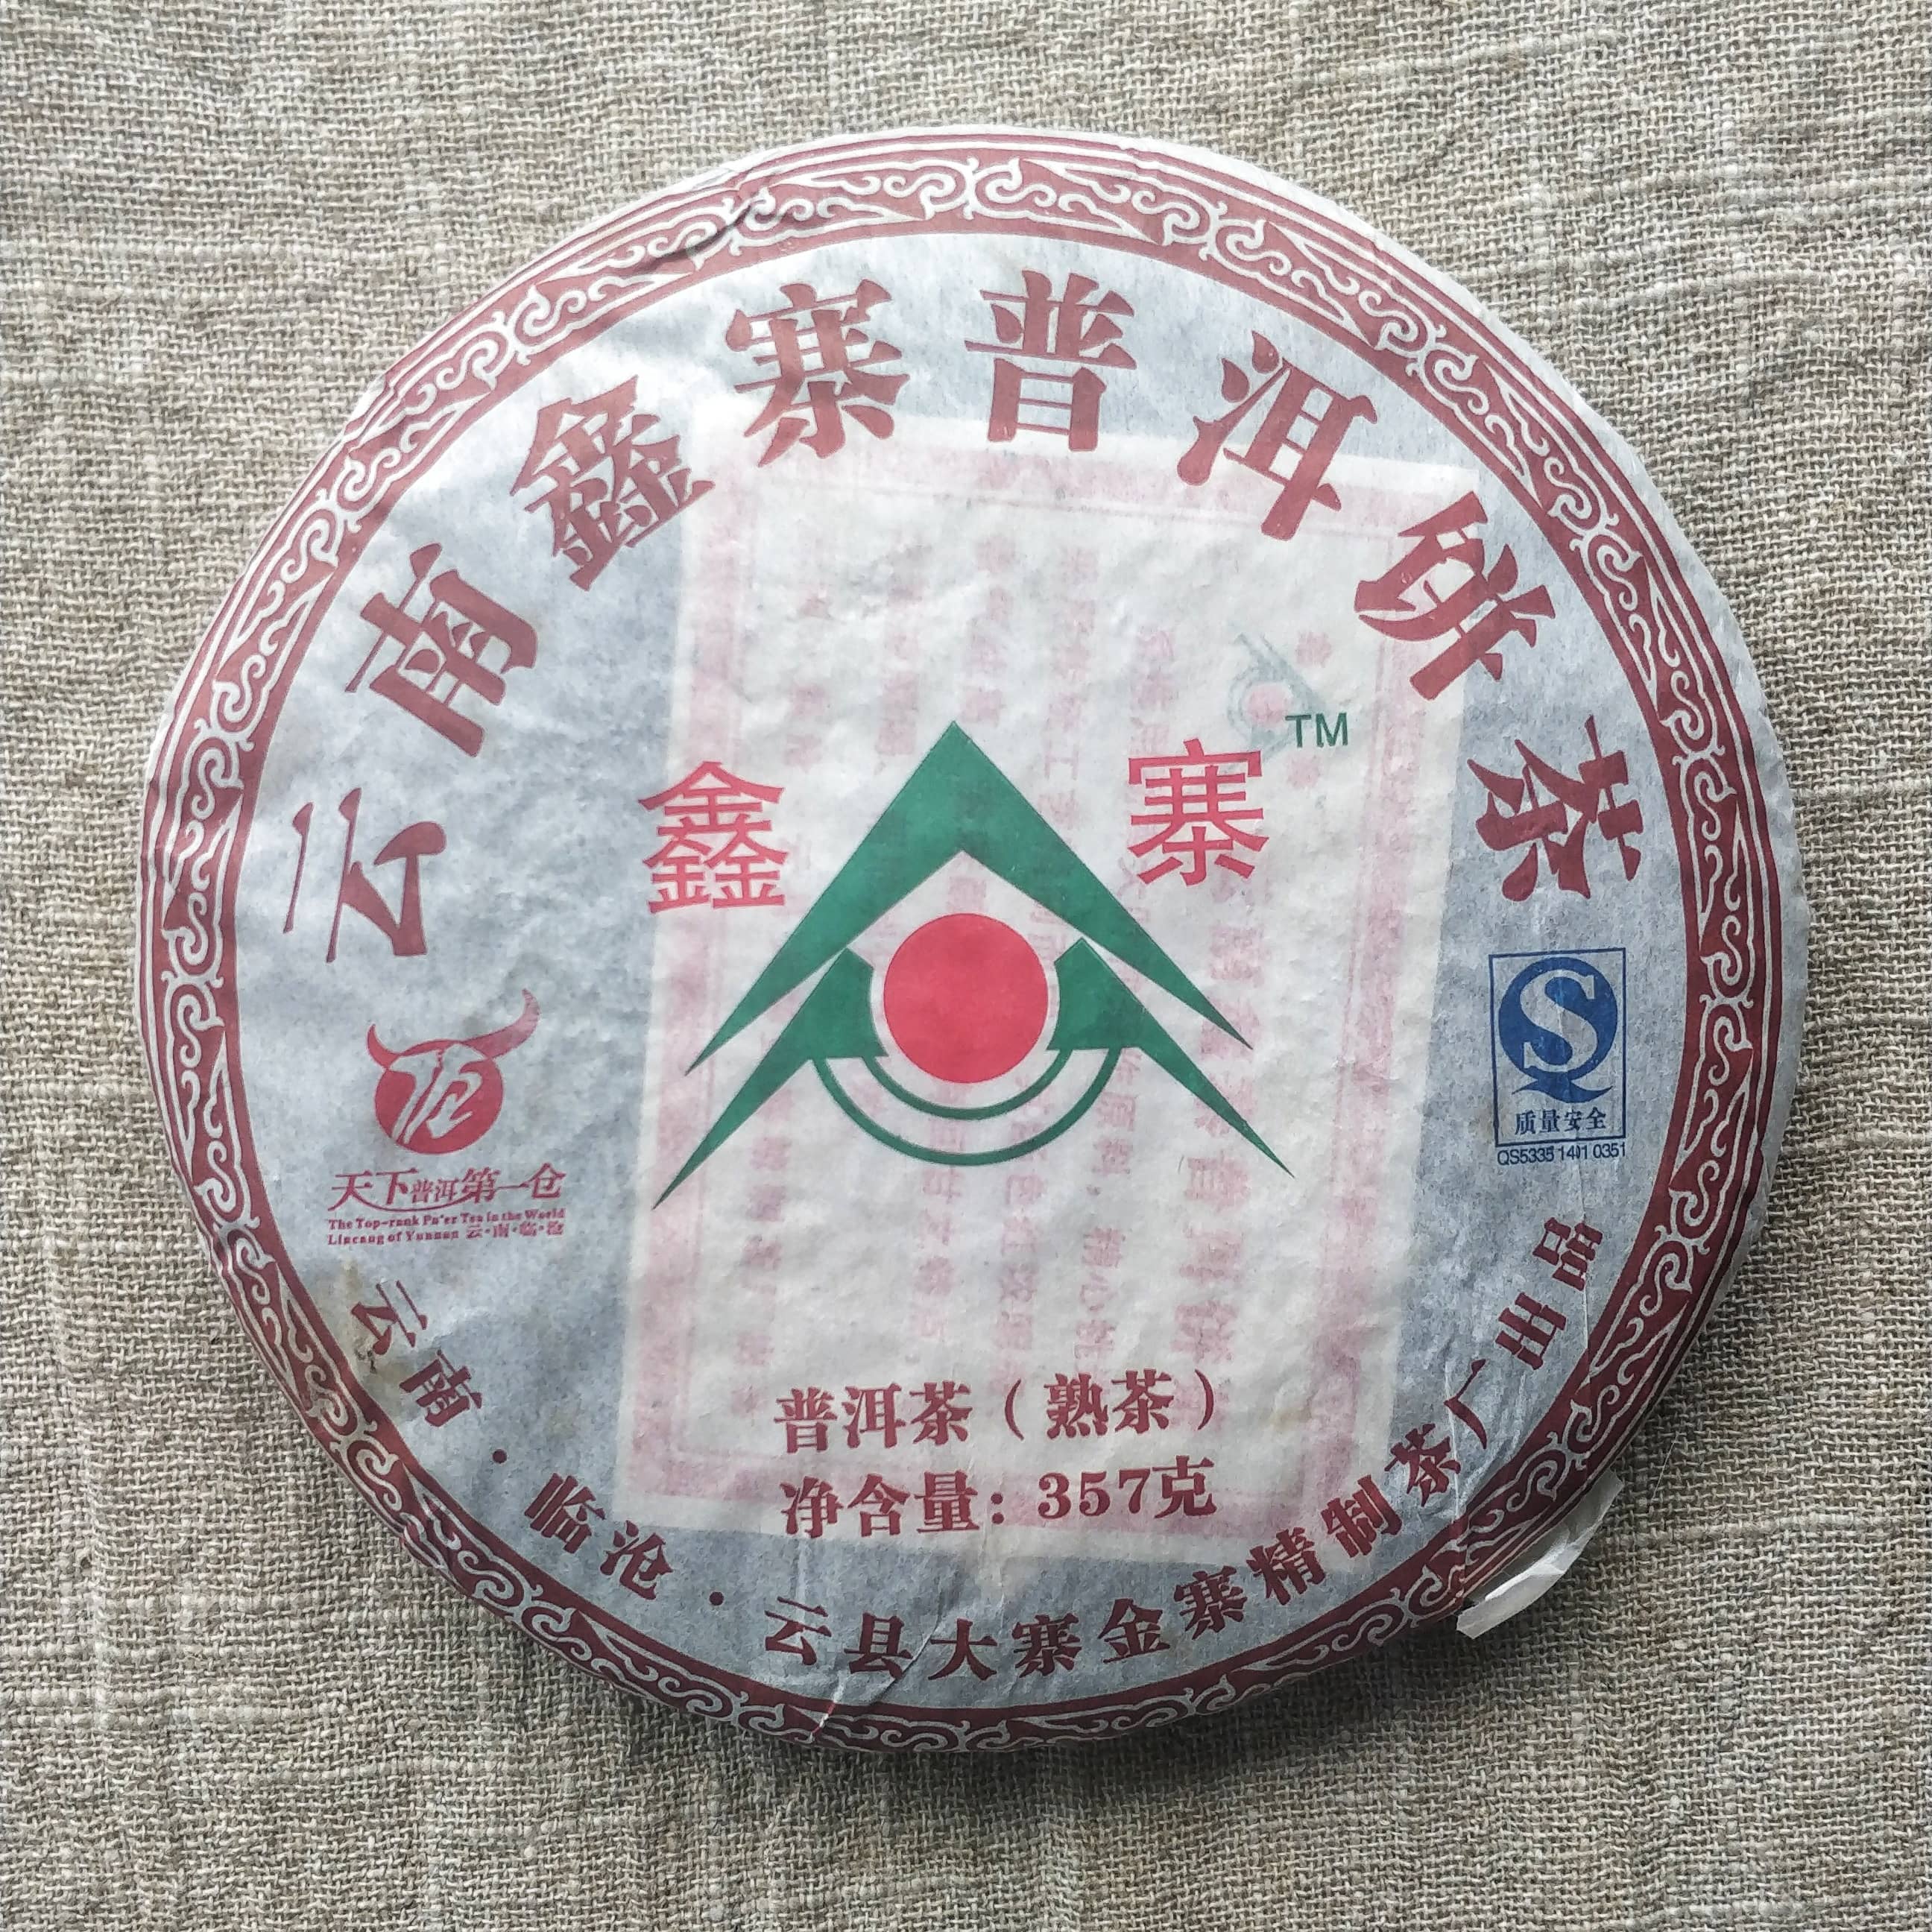 云南鑫寨普洱饼茶
鑫 寨 TM
天下普洱第一仓
The Top-rank Pu'er Tea in the World
Lincang of Yunnan 云·南·临·沧
质量安全
QS5335 1401 0351
普洱茶（熟茶）
净含量：357克
云南·临沧·云县大寨金寨精制茶厂出品